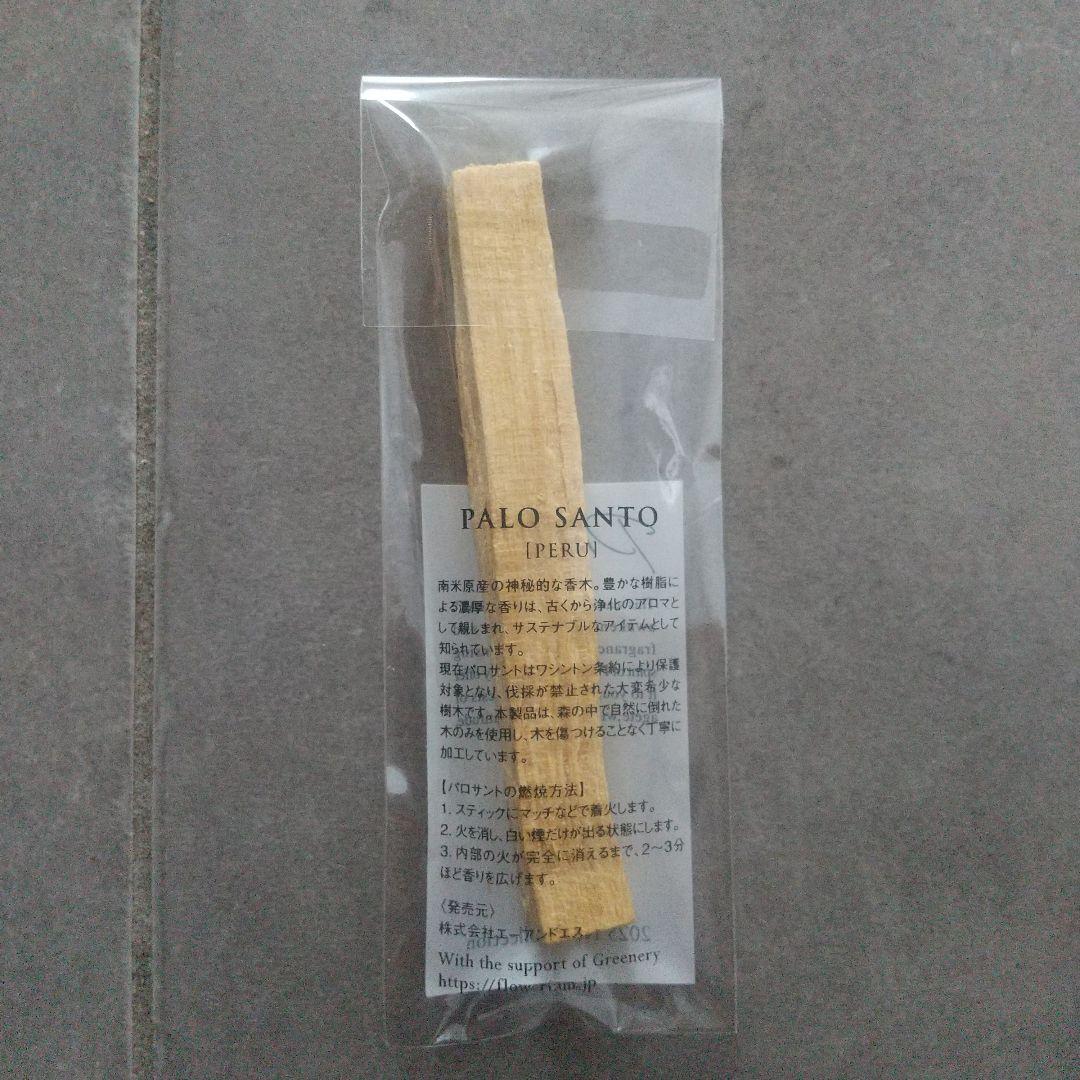 PALO SANTO
[PERU]
南米原産の神秘的な香木。豊かな樹脂に
よる濃厚な香りは、古くから浄化のアロマと
して親しまれ、サステナブルなアイテムとして
知られています。
現在パロサントはワシントン条約により保護
対象となり、伐採が禁止された大変希少な
樹木です。本製品は、森の中で自然に倒れた
木のみを使用し、木を傷つけることなく丁寧に
加工しています。
【パロサントの燃焼方法】
1. スティックにマッチなどで着火します。
2. 火を消し、白い煙だけが出る状態にします。
3. 内部の火が完全に消えるまで、2〜3分
ほど香りを広げます。
〈発売元〉
株式会社エーアンドエス
With the support of Greenery